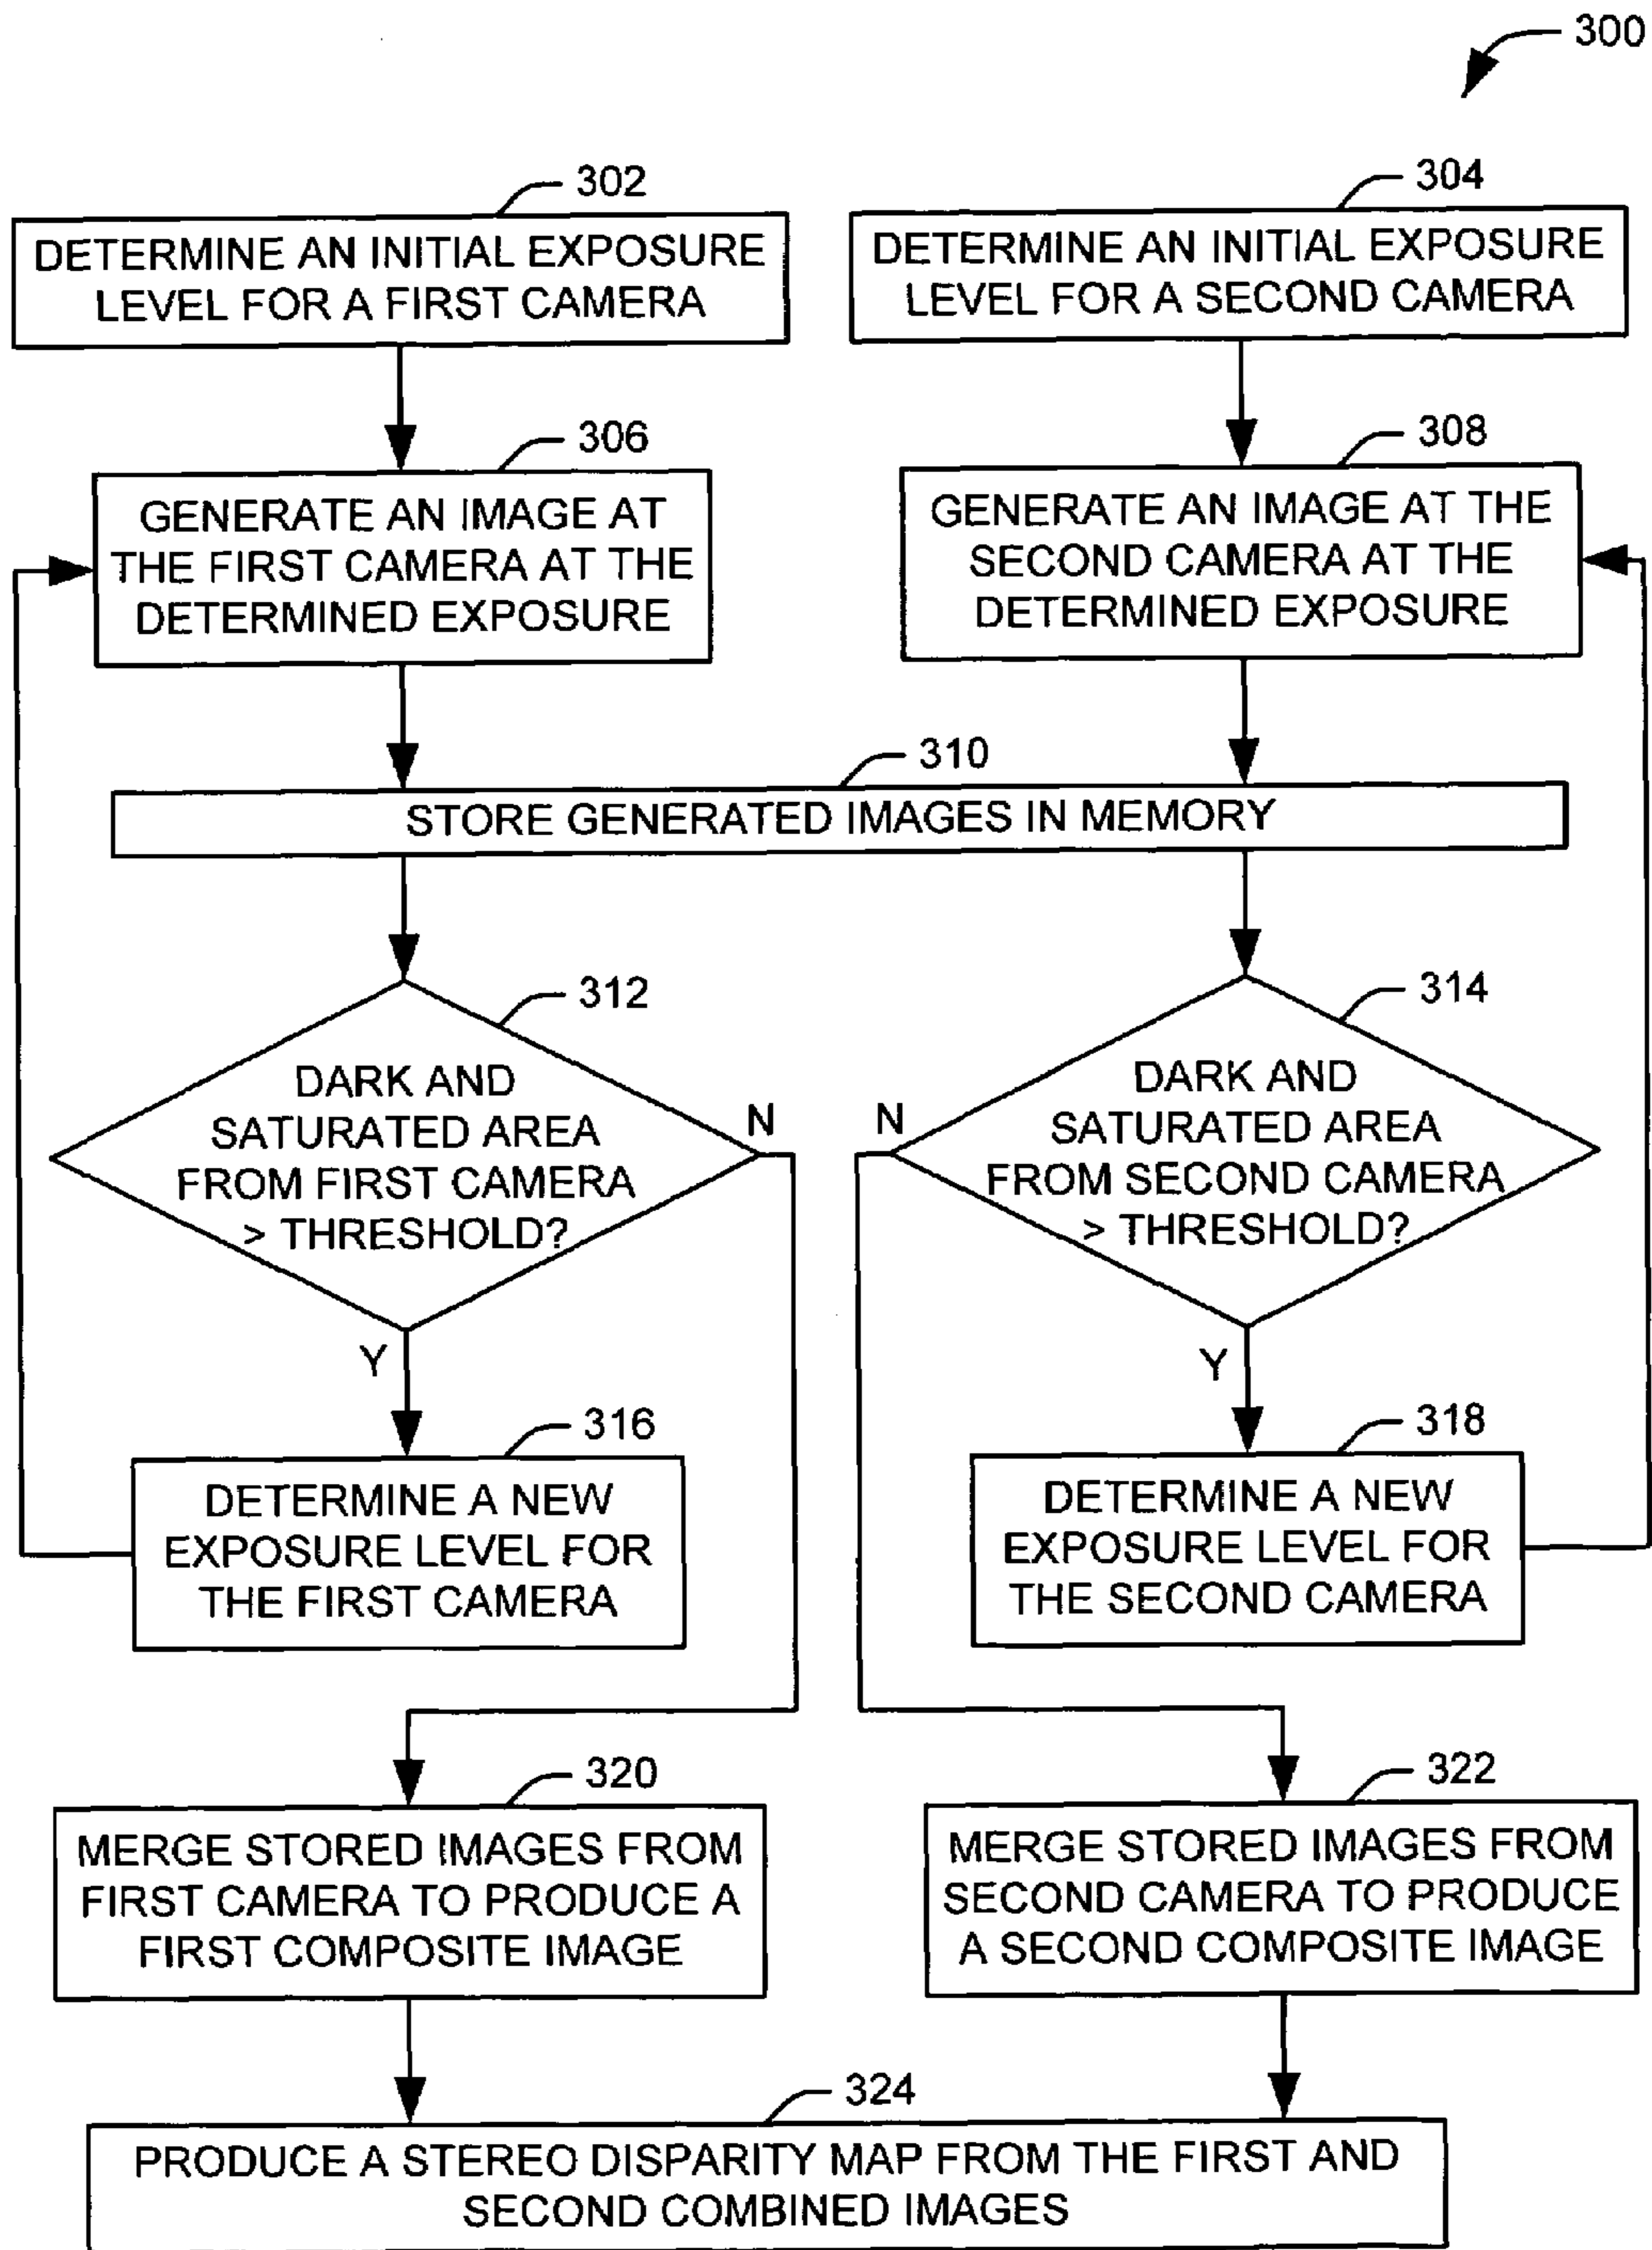 300
302
304
DETERMINE AN INITIAL EXPOSURE
LEVEL FOR A FIRST CAMERA
DETERMINE AN INITIAL EXPOSURE
LEVEL FOR A SECOND CAMERA
306
308
GENERATE AN IMAGE AT
THE FIRST CAMERA AT THE
DETERMINED EXPOSURE
GENERATE AN IMAGE AT THE
SECOND CAMERA AT THE
DETERMINED EXPOSURE
310
STORE GENERATED IMAGES IN MEMORY
312
314
DARK AND
SATURATED AREA
FROM FIRST CAMERA
> THRESHOLD?
N
N
DARK AND
SATURATED AREA
FROM SECOND CAMERA
> THRESHOLD?
Y
Y
316
318
DETERMINE A NEW
EXPOSURE LEVEL FOR
THE FIRST CAMERA
DETERMINE A NEW
EXPOSURE LEVEL FOR
THE SECOND CAMERA
320
322
MERGE STORED IMAGES FROM
FIRST CAMERA TO PRODUCE A
FIRST COMPOSITE IMAGE
MERGE STORED IMAGES FROM
SECOND CAMERA TO PRODUCE
A SECOND COMPOSITE IMAGE
324
PRODUCE A STEREO DISPARITY MAP FROM THE FIRST AND
SECOND COMBINED IMAGES